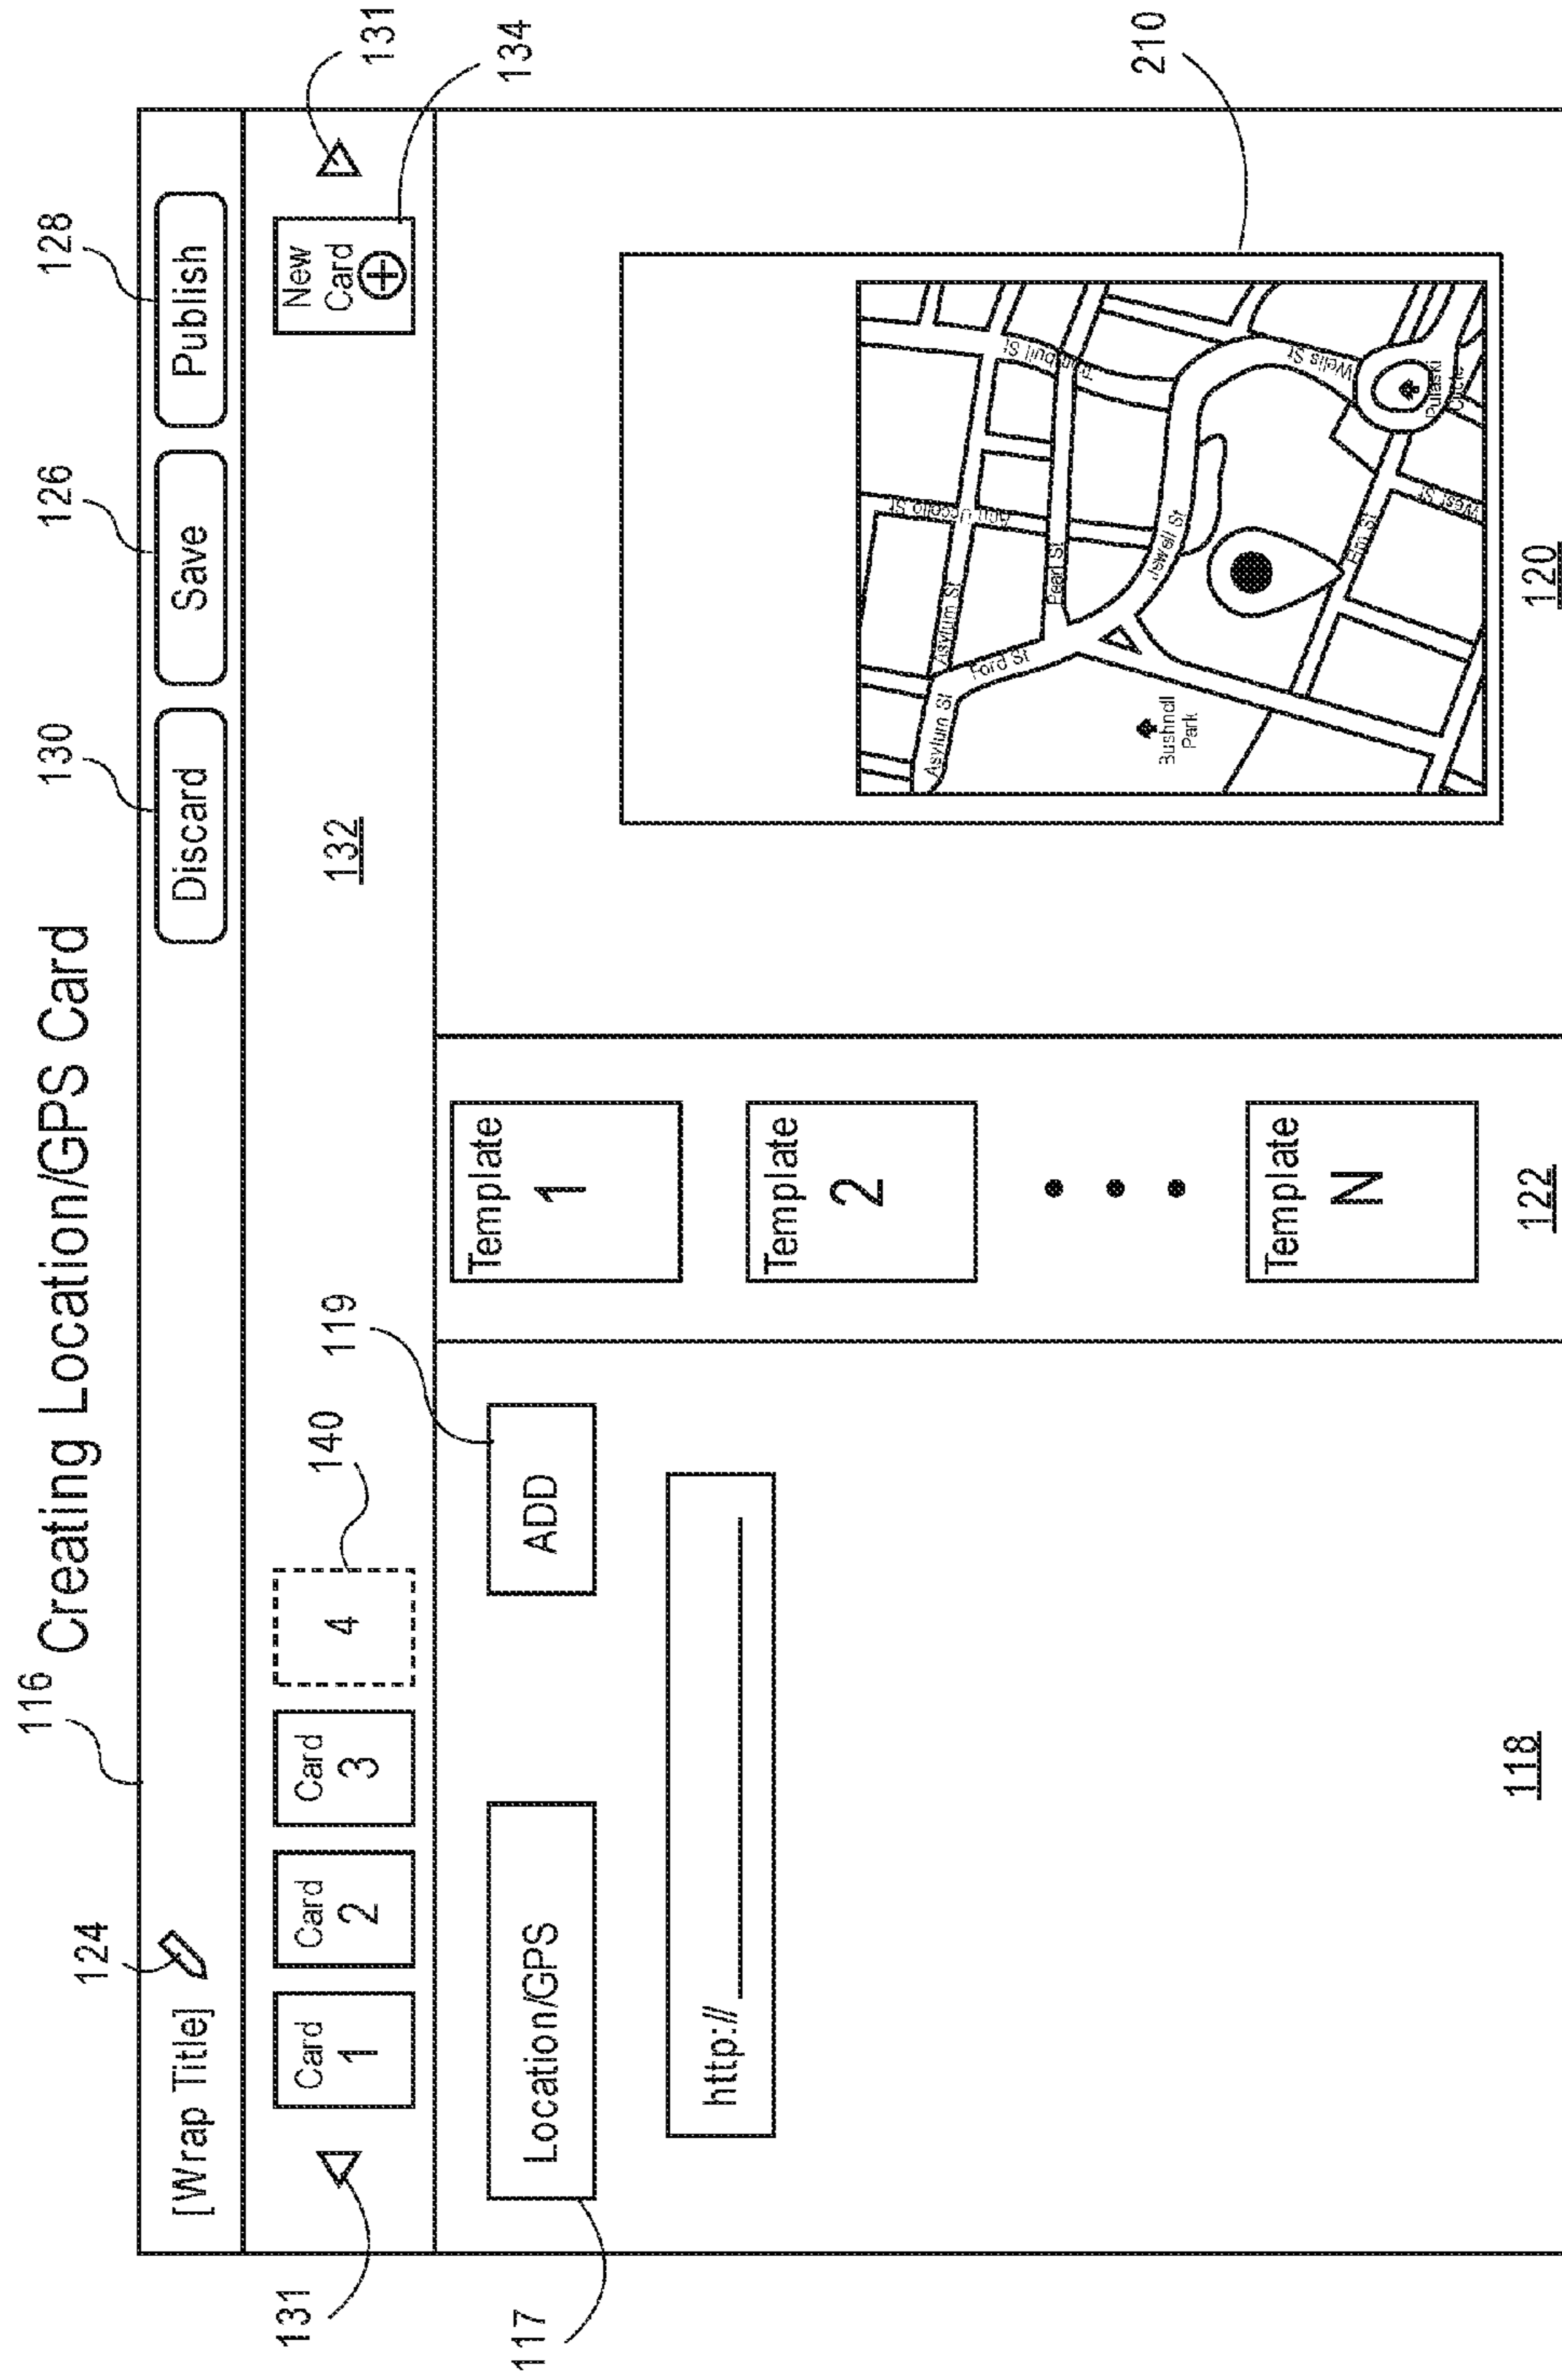 116
Creating Location/GPS Card
124
130
126
128
[Wrap Title]
Discard
Save
Publish
131
131
Card
1
Card
2
Card
3
4
140
132
New
Card
134
117
Location/GPS
ADD
119
http://
118
Template
1
Template
2
Template
N
122
210
Asylum St
Asylum St
Ford St
Pearl St
Jewell St
Elm St
West St
Wells St
Pulaski
Circle
Bushnell
Park
120